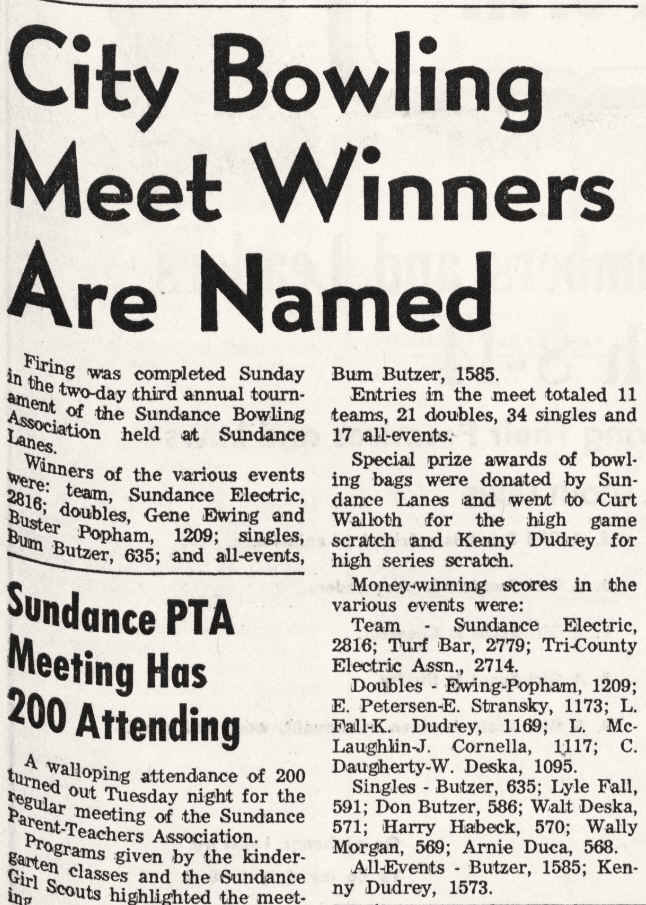 City Bowling
Meet Winners
Are Named
Firing was completed Sunday
in the two-day third annual tourn-
ament of the Sundance Bowling
Association held at Sundance
Lanes.
Winners of the various events
were: team, Sundance Electric,
2816; doubles, Gene Ewing and
Buster Popham, 1209; singles,
Bum Butzer, 635; and all-events,
Bum Butzer, 1585.
Entries in the meet totaled 11
teams, 21 doubles, 34 singles and
17 all-events.
Special prize awards of bowl-
ing bags were donated by Sun-
dance Lanes and went to Curt
Walloth for the high game
scratch and Kenny Dudrey for
high series scratch.
Money-winning scores in the
various events were:
Team - Sundance Electric,
2816; Turf Bar, 2779; Tri-County
Electric Assn., 2714.
Doubles - Ewing-Popham, 1209;
E. Petersen-E. Stransky, 1173; L.
Fall-K. Dudrey, 1169; L. Mc-
Laughlin-J. Cornella, 1117; C.
Daugherty-W. Deska, 1095.
Singles - Butzer, 635; Lyle Fall,
591; Don Butzer, 586; Walt Deska,
571; Harry Habeck, 570; Wally
Morgan, 569; Arnie Duca, 568.
All-Events - Butzer, 1585; Ken-
ny Dudrey, 1573.
Sundance PTA
Meeting Has
200 Attending
A walloping attendance of 200
turned out Tuesday night for the
regular meeting of the Sundance
Parent-Teachers Association.
Programs given by the kinder-
garten classes and the Sundance
Girl Scouts highlighted the meet-
ing